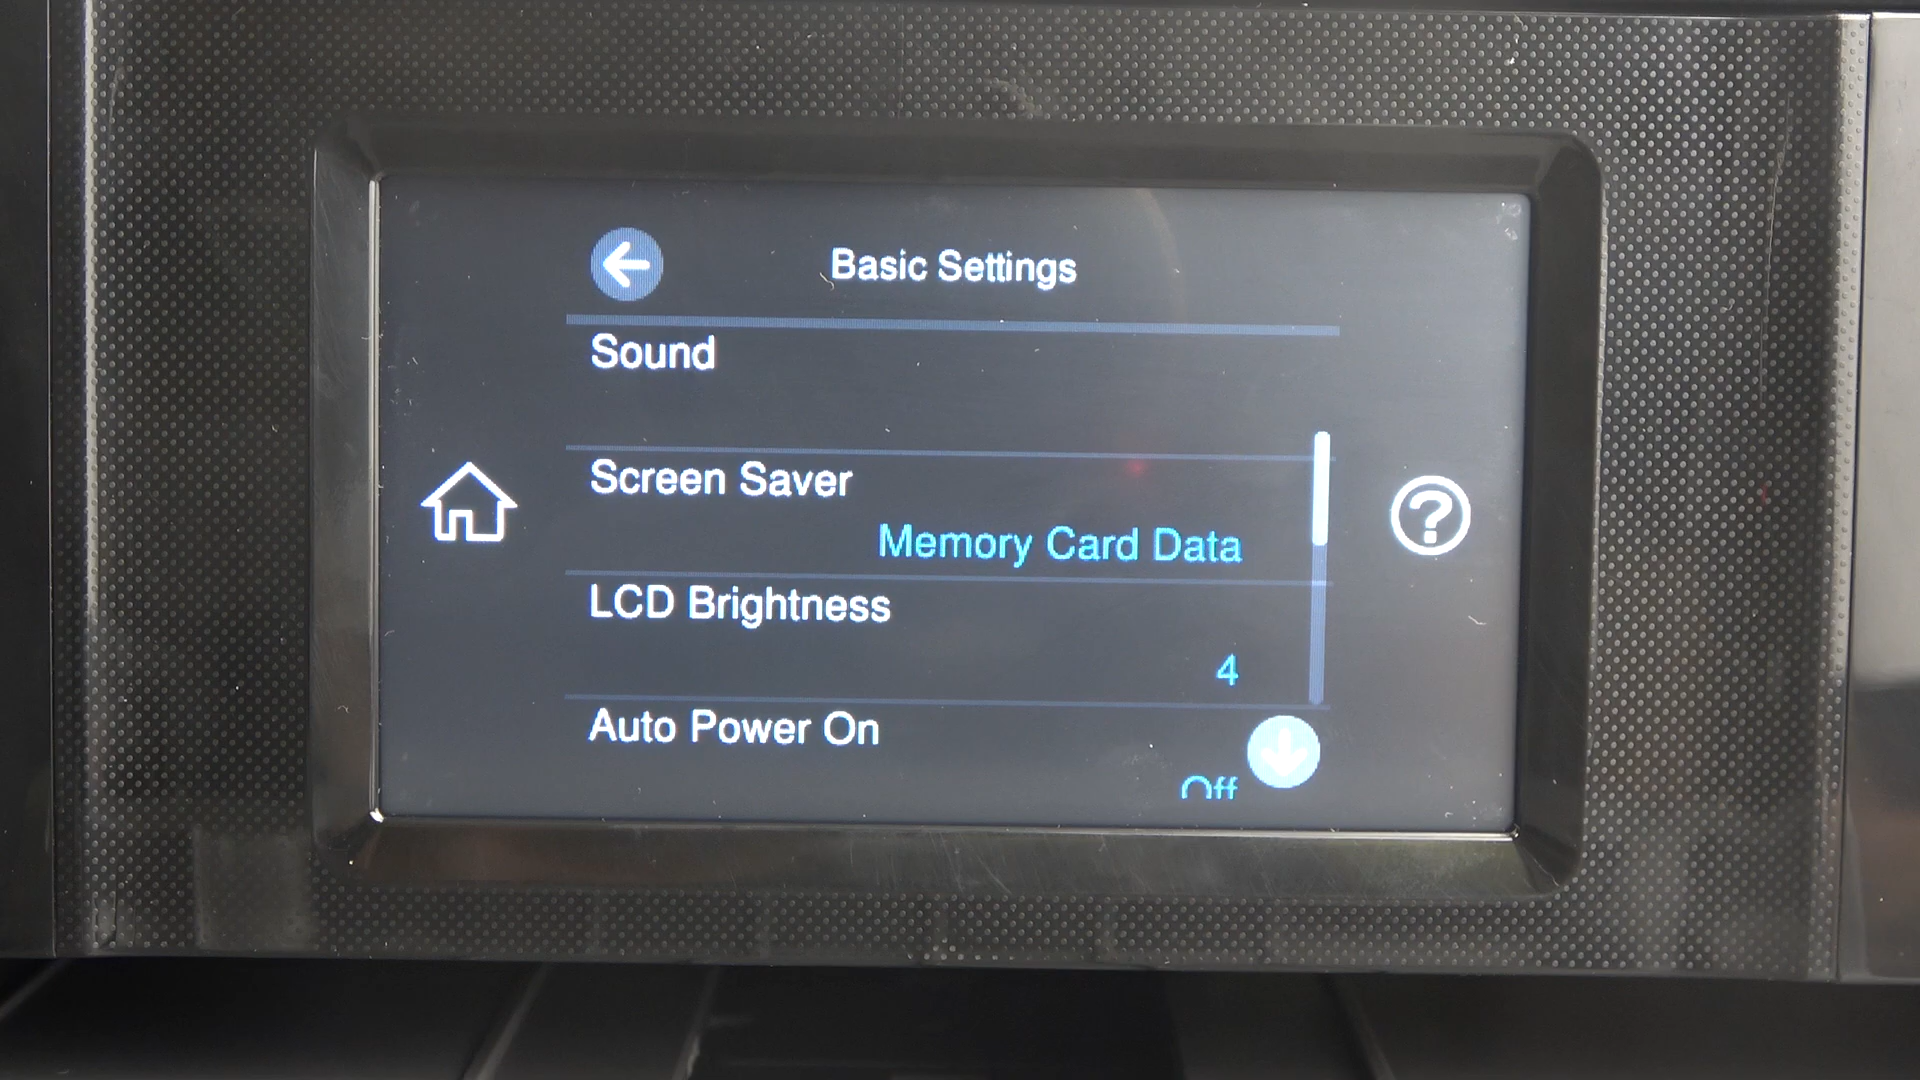 Basic Settings
Sound
Screen Saver
Memory Card Data
LCD Brightness
4
Auto Power On
Off